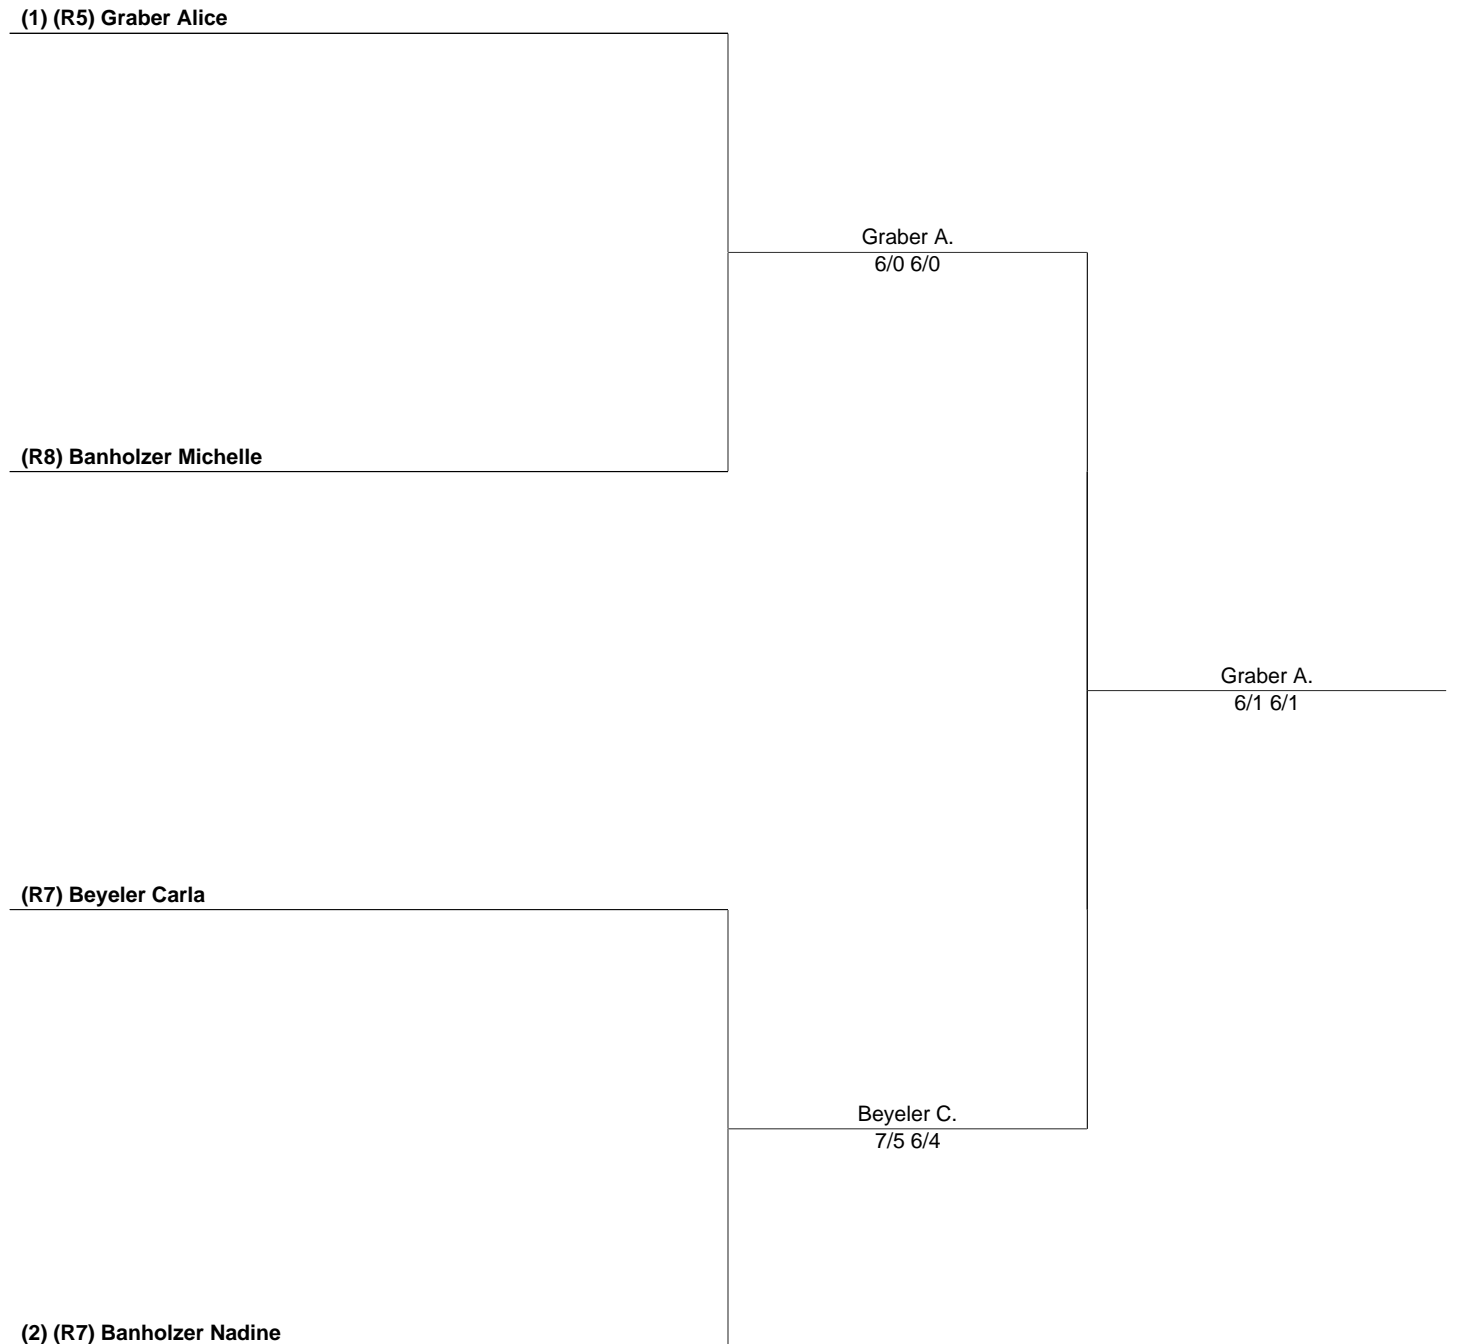 (1) (R5) Graber Alice
Graber A.
6/0 6/0
(R8) Banholzer Michelle
Graber A.
6/1 6/1
(R7) Beyeler Carla
Beyeler C.
7/5 6/4
(2) (R7) Banholzer Nadine